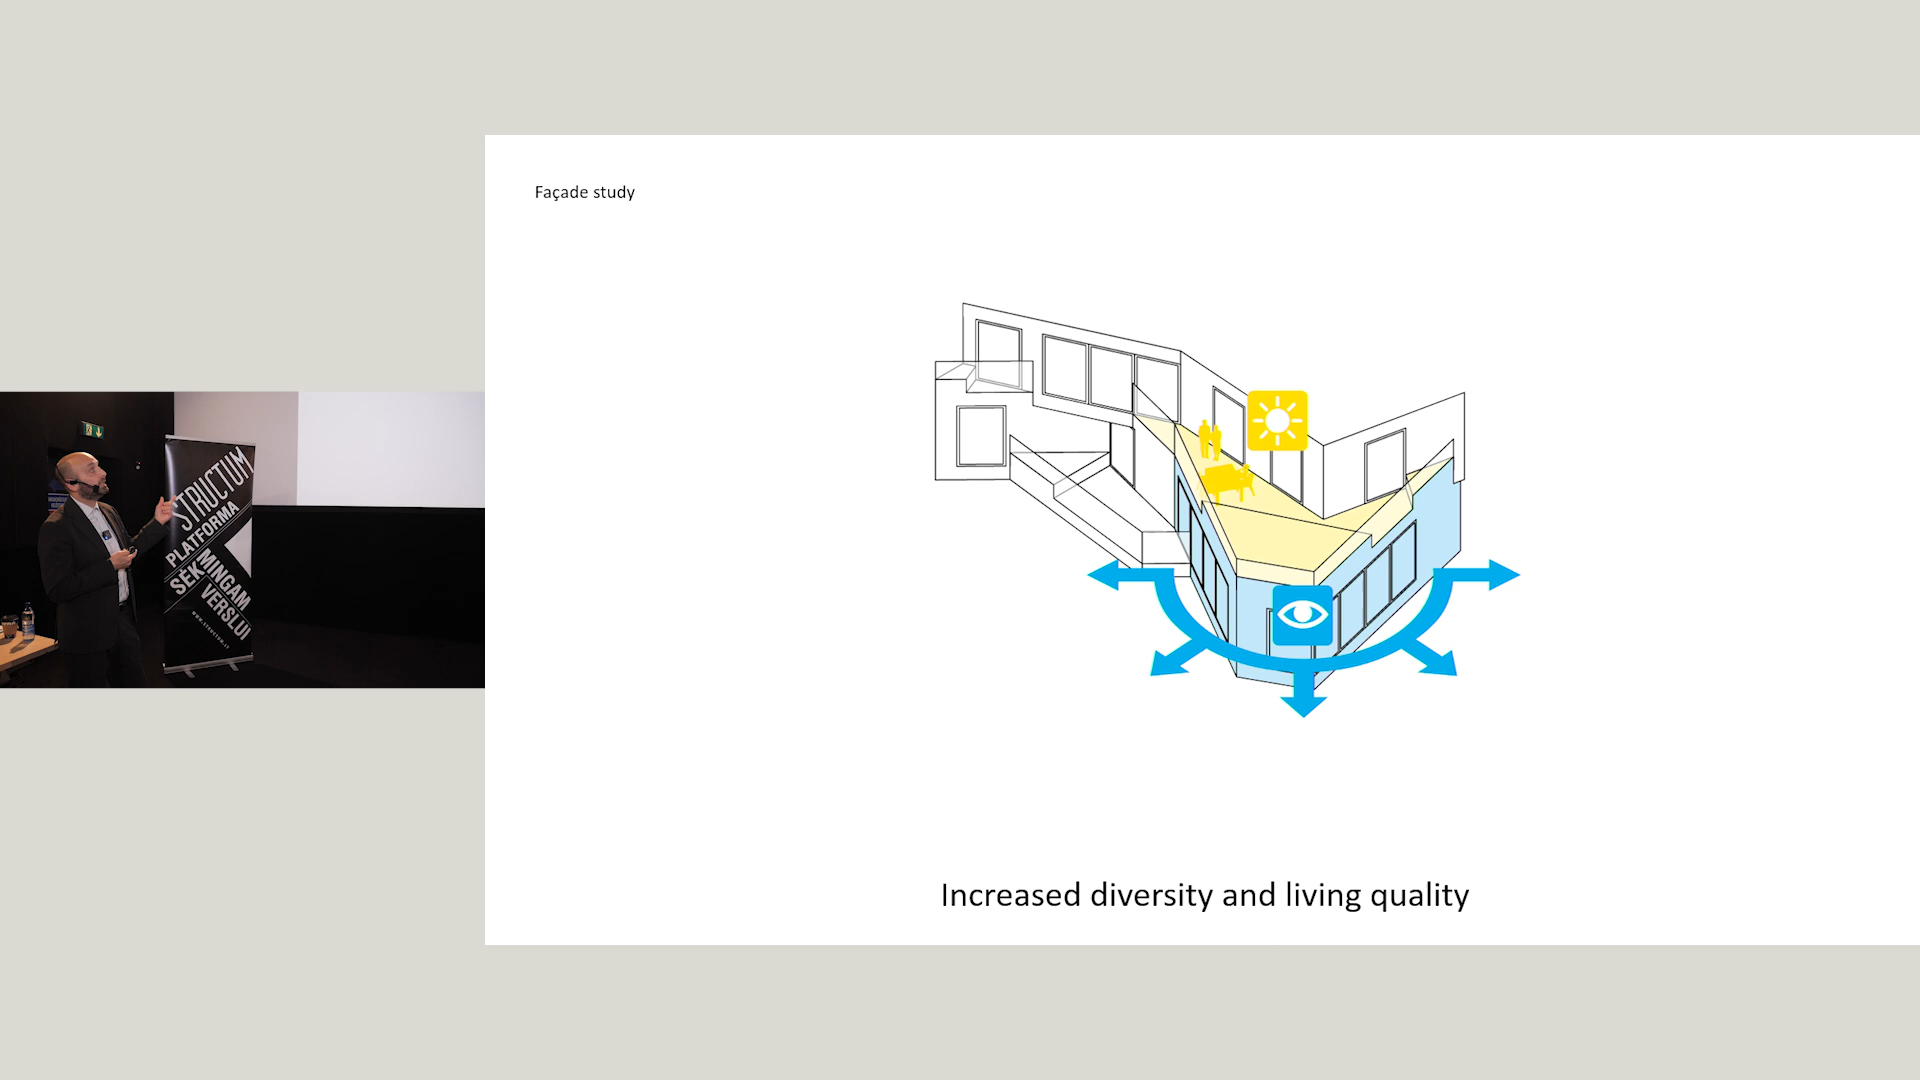 Façade study
STRUCTUM
PLATFORMA
SĖKMINGAM
VERSLUI
Increased diversity and living quality